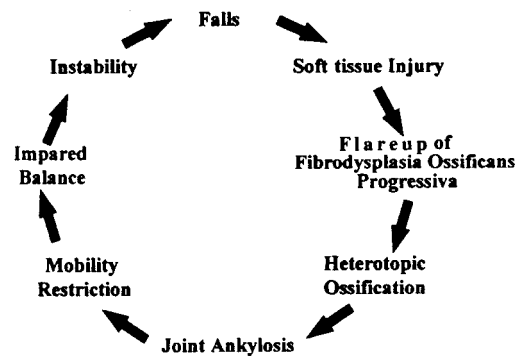 Falls
Soft tissue Injury
Flareup of
Fibrodysplasia Ossificans
Progressiva
Heterotopic
Ossification
Joint Ankylosis
Mobility
Restriction
Impared
Balance
Instability